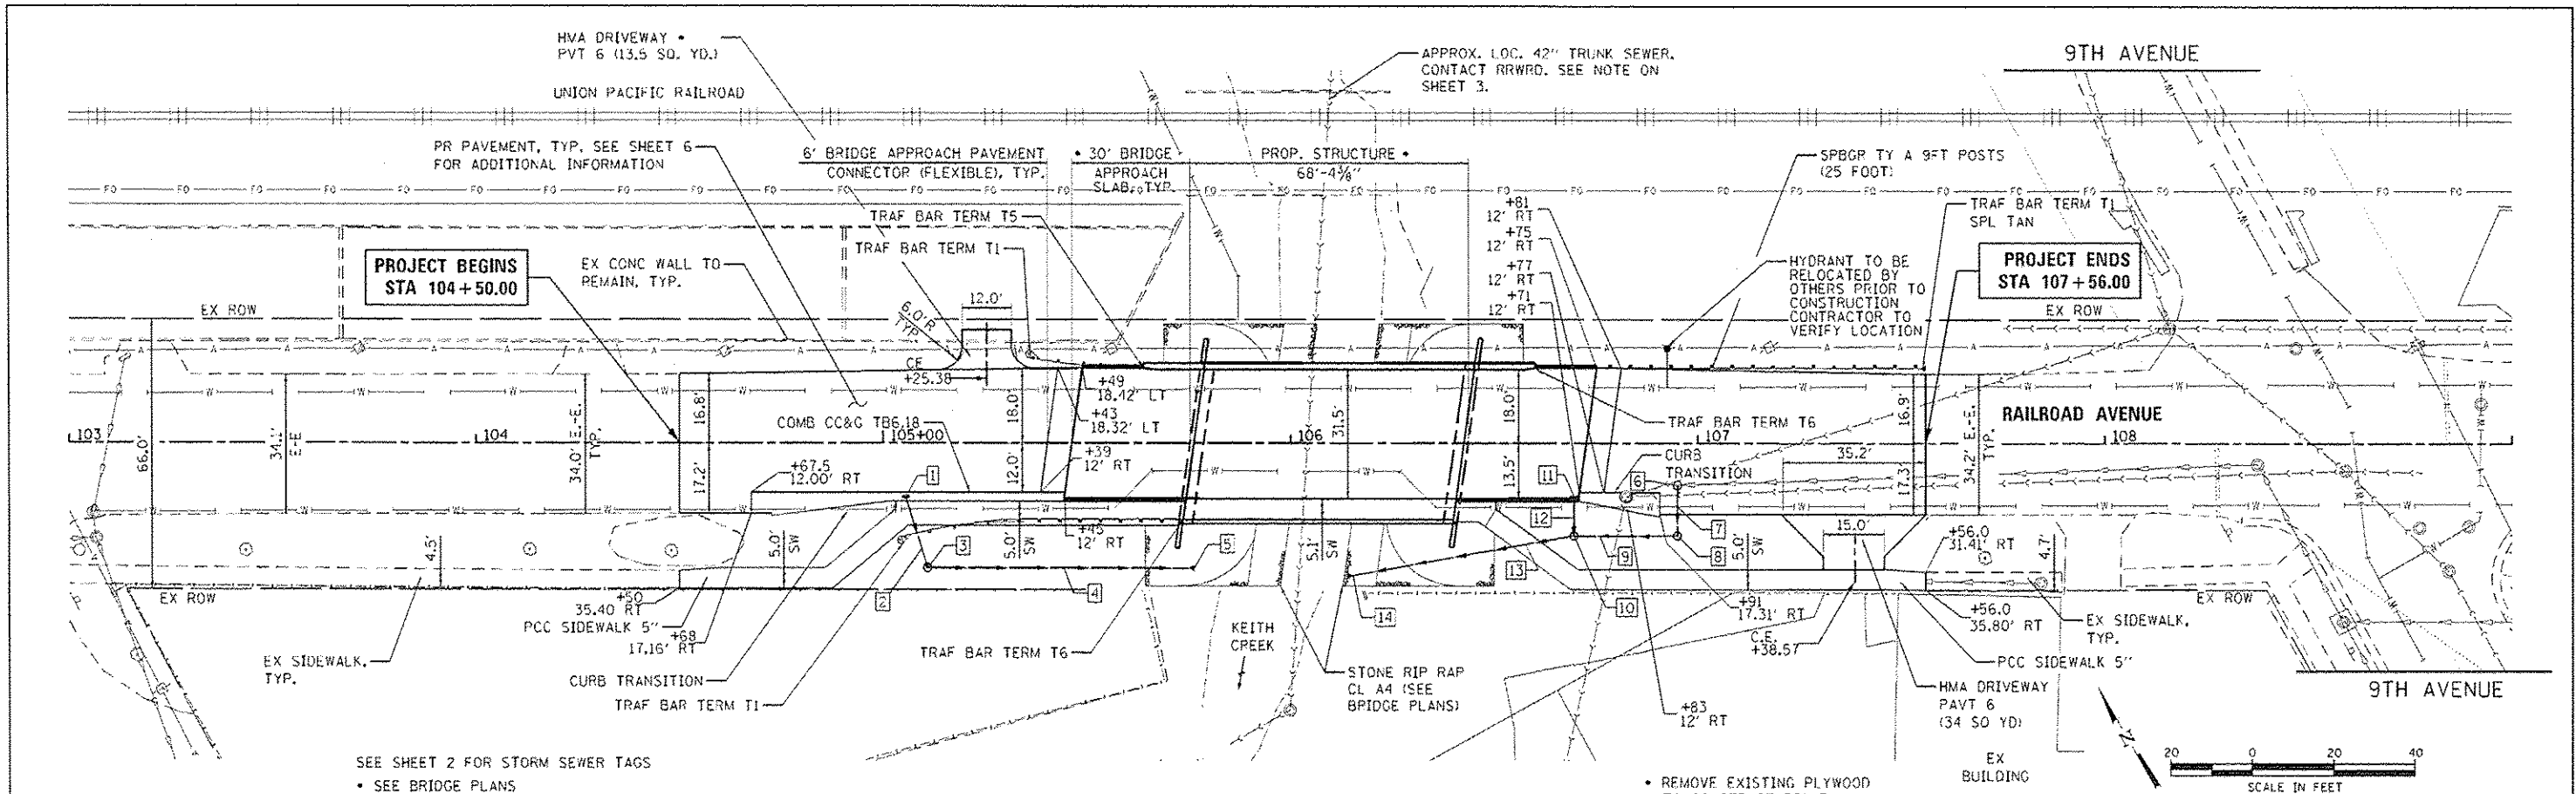 HMA DRIVEWAY •
PVT 6 (13.5 SQ. YD.)
UNION PACIFIC RAILROAD
APPROX. LOC. 42" TRUNK SEWER.
CONTACT RRWRD. SEE NOTE ON
SHEET 3.
9TH AVENUE
PR PAVEMENT, TYP. SEE SHEET 6
FOR ADDITIONAL INFORMATION
6' BRIDGE APPROACH PAVEMENT
CONNECTOR (FLEXIBLE), TYP.
• 30' BRIDGE
APPROACH
SLAB, TYP.
PROP. STRUCTURE •
68'-4⅞"
SPBGR TY A 9FT POSTS
(25 FOOT)
TRAF BAR TERM T5
TRAF BAR TERM T1
+81
12' RT
+75
12' RT
+77
12' RT
+71
12' RT
TRAF BAR TERM T1
SPL TAN
PROJECT BEGINS
STA 104+50.00
EX CONC WALL TO
REMAIN, TYP.
HYDRANT TO BE
RELOCATED BY
OTHERS PRIOR TO
CONSTRUCTION
CONTRACTOR TO
VERIFY LOCATION
PROJECT ENDS
STA 107+56.00
EX ROW
EX ROW
12.0'
6.0'R
TYP.
CE
+25.38
+49
18.42' LT
+43
18.32' LT
+39
12' RT
COMB CC&G TB6.18
TRAF BAR TERM T6
RAILROAD AVENUE
103
104
105+00
106
107
108
66.0'
34.1'
E-E
34.0' E.-E.
TYP.
16.8'
17.2'
18.0'
12.0'
31.5'
18.0'
13.5'
16.9'
17.3'
34.2' E.-E.
TYP.
+67.5
12.00' RT
CURB
TRANSITION
35.2'
15.0'
1
2
3
4
5
6
7
8
9
10
11
12
13
14
4.5'
5.0'
SW
5.0'
SW
+45
12' RT
5.1'
SW
5.0'
SW
+56.0
31.41' RT
4.7'
EX ROW
+50
35.40 RT
PCC SIDEWALK 5"
+68
17.16' RT
+91
17.31' RT
C.E.
+38.57
+56.0
35.80' RT
EX ROW
EX SIDEWALK,
TYP.
EX SIDEWALK,
TYP.
KEITH
CREEK
TRAF BAR TERM T6
CURB TRANSITION
TRAF BAR TERM T1
STONE RIP RAP
CL A4 (SEE
BRIDGE PLANS)
+83
12' RT
PCC SIDEWALK 5"
HMA DRIVEWAY
PAVT 6
(34 SQ YD)
9TH AVENUE
SEE SHEET 2 FOR STORM SEWER TAGS
• SEE BRIDGE PLANS
• REMOVE EXISTING PLYWOOD
EX
BUILDING
N
20 0 20 40
SCALE IN FEET